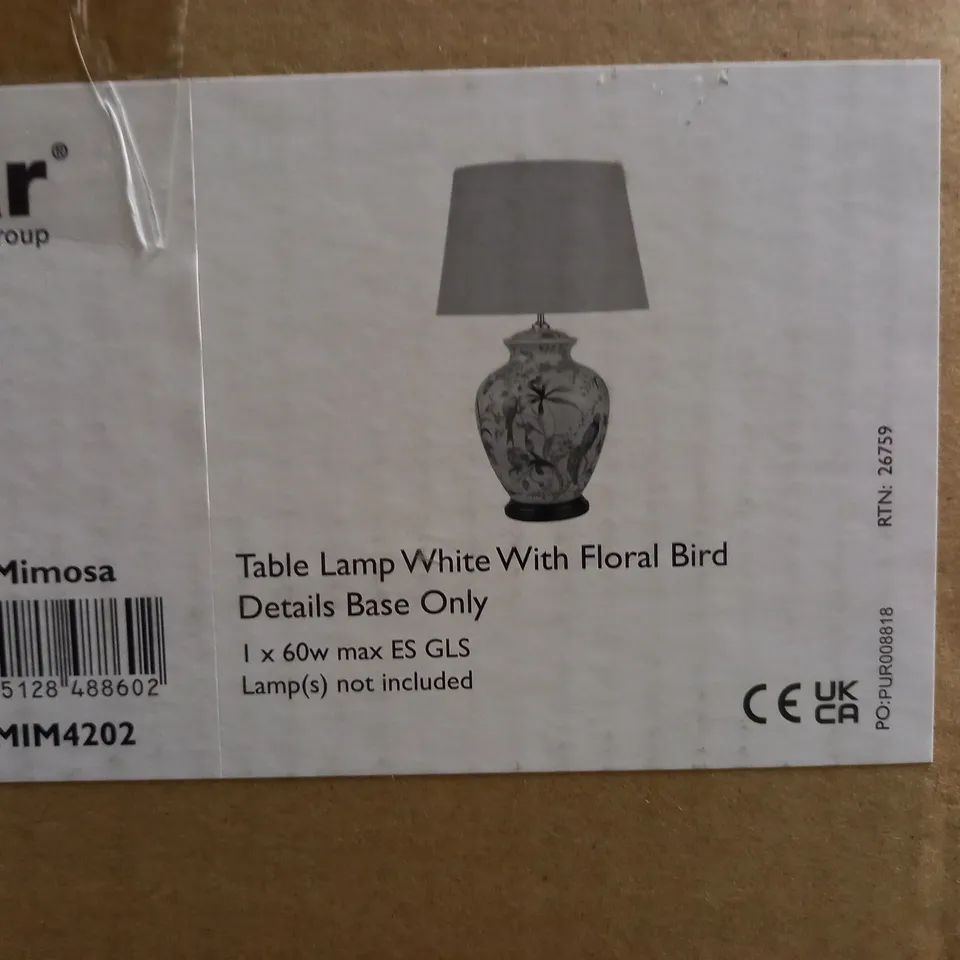 r®
roup
Mimosa
5128 488602
MIM4202
Table Lamp White With Floral Bird
Details Base Only
1 x 60w max ES GLS
Lamp(s) not included
CE UK
CA
RTN: 26759
PO:PUR008818